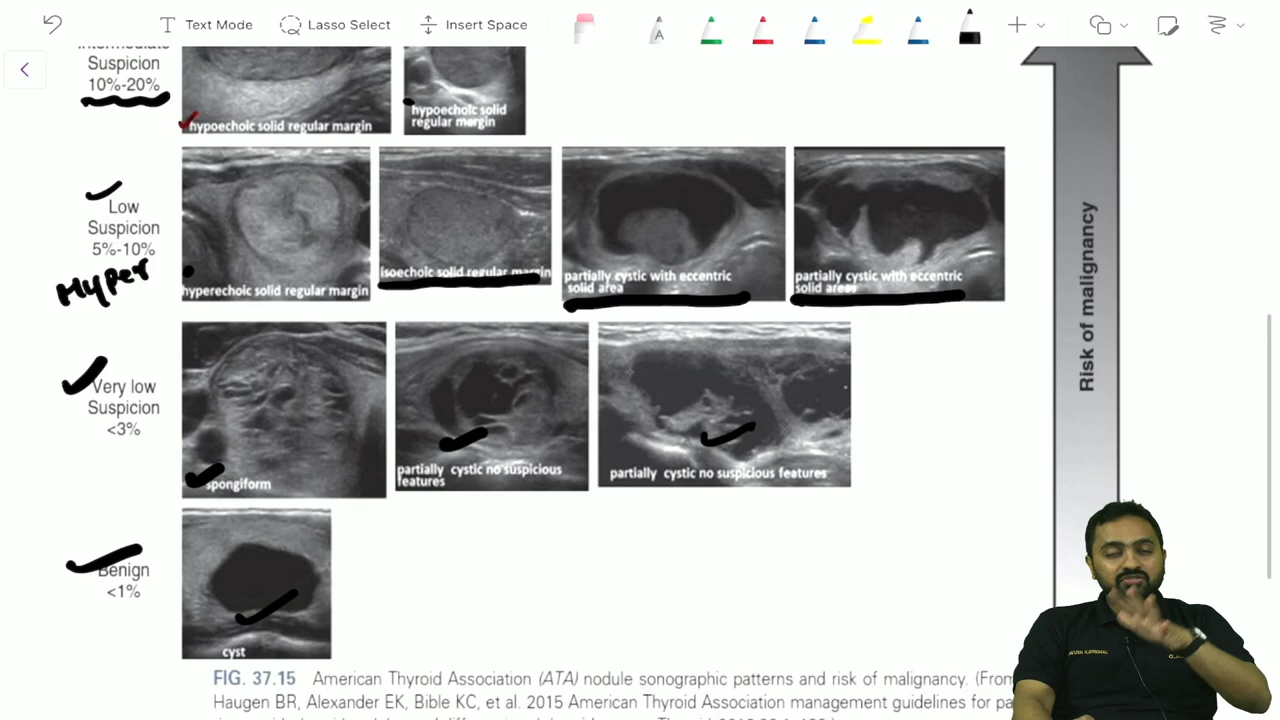 Text Mode
Lasso Select
Insert Space
A
Intermediate
Suspicion
10%-20%
hypoechoic solid regular margin
hypoechoic solid
regular margin
Low
Suspicion
5%-10%
Hyper
hyperechoic solid regular margin
isoechoic solid regular margin
partially cystic with eccentric
solid area
partially cystic with eccentric
solid areas
Very low
Suspicion
<3%
spongiform
partially cystic no suspicious
features
partially cystic no suspicious features
Benign
<1%
cyst
Risk of malignancy
FIG. 37.15 American Thyroid Association (ATA) nodule sonographic patterns and risk of malignancy. (From
Haugen BR, Alexander EK, Bible KC, et al. 2015 American Thyroid Association management guidelines for pa